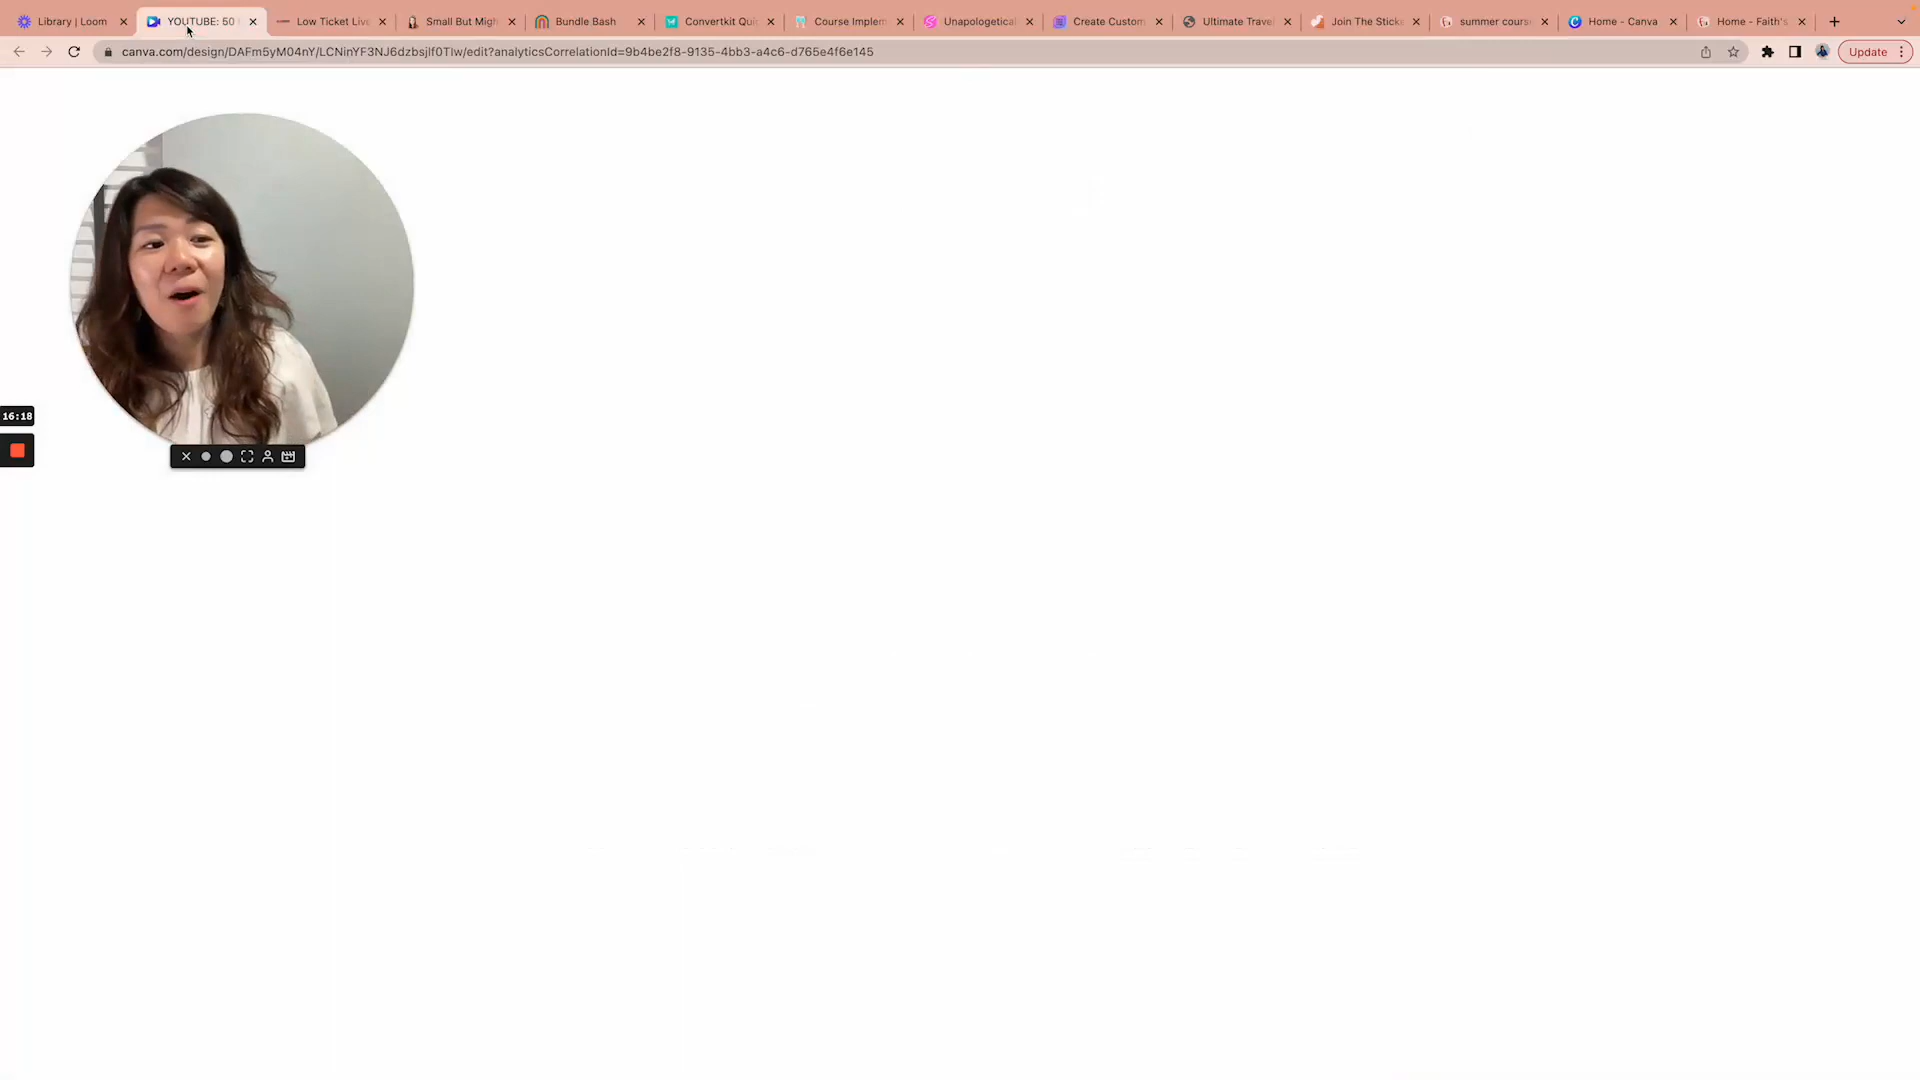 Library | Loom
YOUTUBE: 50
Low Ticket Live
Small But Migh
Bundle Bash
Convertkit Qui
Course Implem
Unapologetical
Create Custom
Ultimate Travel
Join The Sticke
summer cours
Home - Canva
Home - Faith's
canva.com/design/DAFm5yM04nY/LCNinYF3NJ6dzbsjlf0TIw/edit?analyticsCorrelationId=9b4be2f8-9135-4bb3-a4c6-d765e4f6e145
Update
16:18